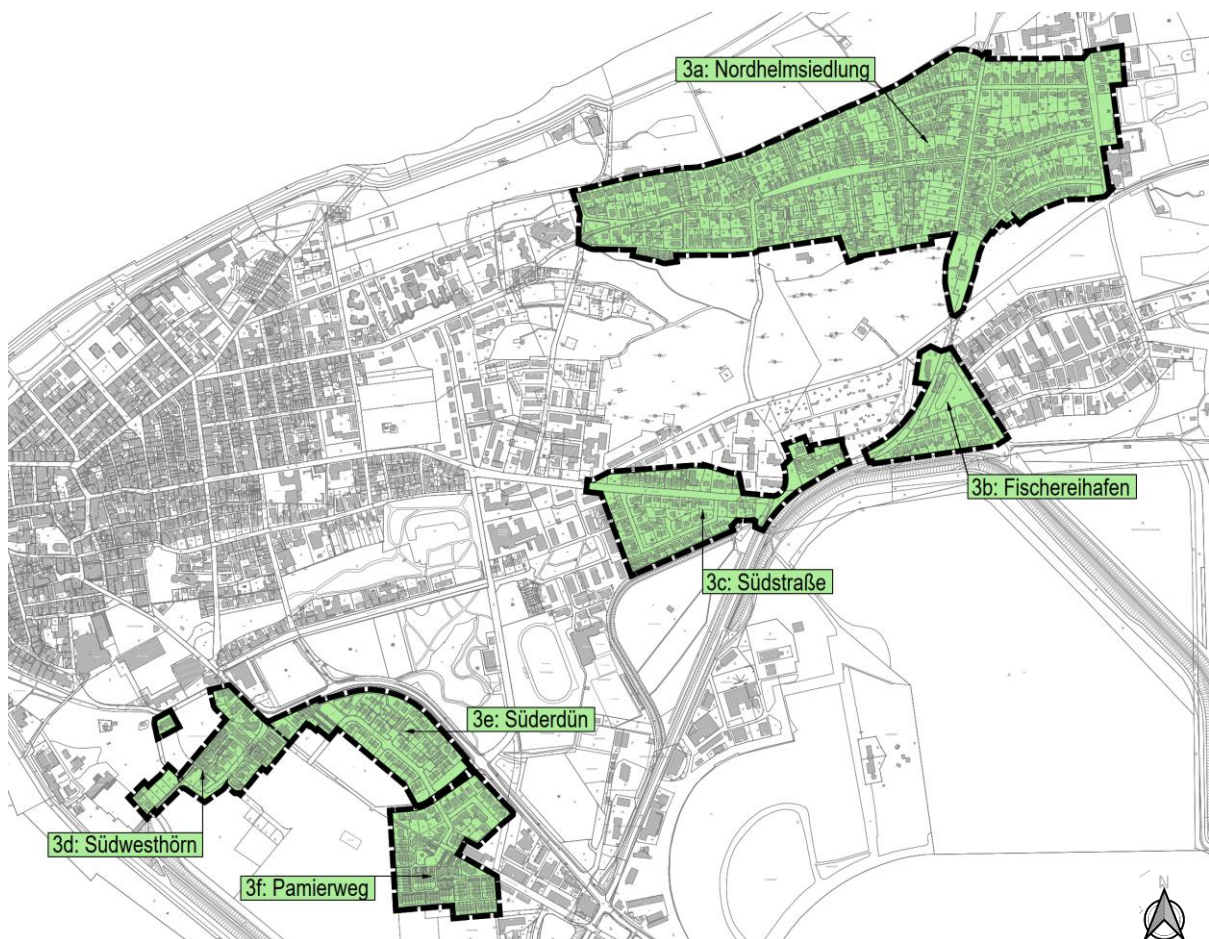 3a: Nordhelmsiedlung
3b: Fischereihafen
3c: Südstraße
3e: Süderdün
3d: Südwesthörn
3f: Pamierweg
N